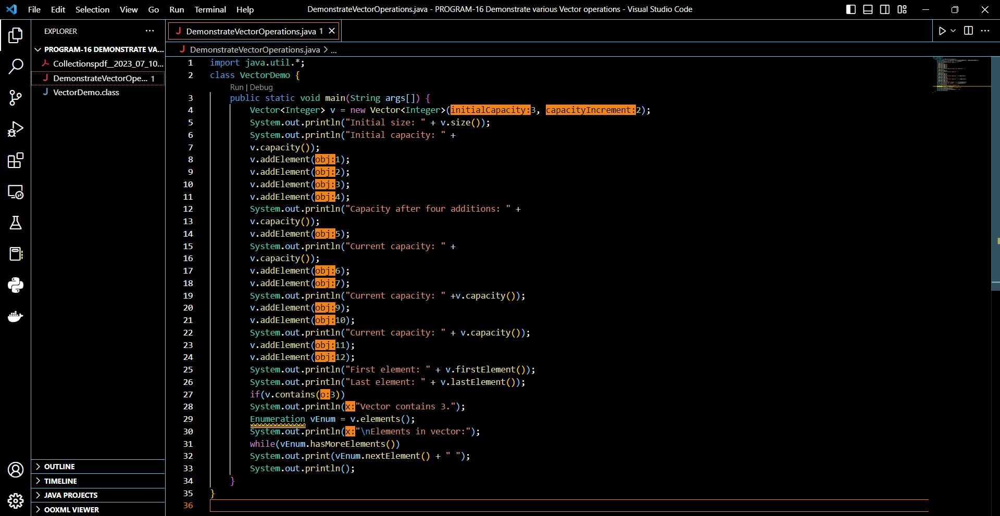 File Edit Selection View Go Run Terminal Help
DemonstrateVectorOperations.java - PROGRAM-16 Demonstrate various Vector operations - Visual Studio Code
EXPLORER
PROGRAM-16 DEMONSTRATE VA...
Collectionspdf__2023_07_10...
DemonstrateVectorOpe... 1
VectorDemo.class
OUTLINE
TIMELINE
JAVA PROJECTS
OOXML VIEWER
DemonstrateVectorOperations.java 1
DemonstrateVectorOperations.java > ...
1 import java.util.*;
2 class VectorDemo {
Run | Debug
3 public static void main(String args[]) {
4 Vector<Integer> v = new Vector<Integer>(initialCapacity:3, capacityIncrement:2);
5 System.out.println("Initial size: " + v.size());
6 System.out.println("Initial capacity: " +
7 v.capacity());
8 v.addElement(obj:1);
9 v.addElement(obj:2);
10 v.addElement(obj:3);
11 v.addElement(obj:4);
12 System.out.println("Capacity after four additions: " +
13 v.capacity());
14 v.addElement(obj:5);
15 System.out.println("Current capacity: " +
16 v.capacity());
17 v.addElement(obj:6);
18 v.addElement(obj:7);
19 System.out.println("Current capacity: " +v.capacity());
20 v.addElement(obj:9);
21 v.addElement(obj:10);
22 System.out.println("Current capacity: " + v.capacity());
23 v.addElement(obj:11);
24 v.addElement(obj:12);
25 System.out.println("First element: " + v.firstElement());
26 System.out.println("Last element: " + v.lastElement());
27 if(v.contains(o:3))
28 System.out.println(x:"Vector contains 3.");
29 Enumeration vEnum = v.elements();
30 System.out.println(x:"\nElements in vector:");
31 while(vEnum.hasMoreElements())
32 System.out.print(vEnum.nextElement() + " ");
33 System.out.println();
34 }
35 }
36